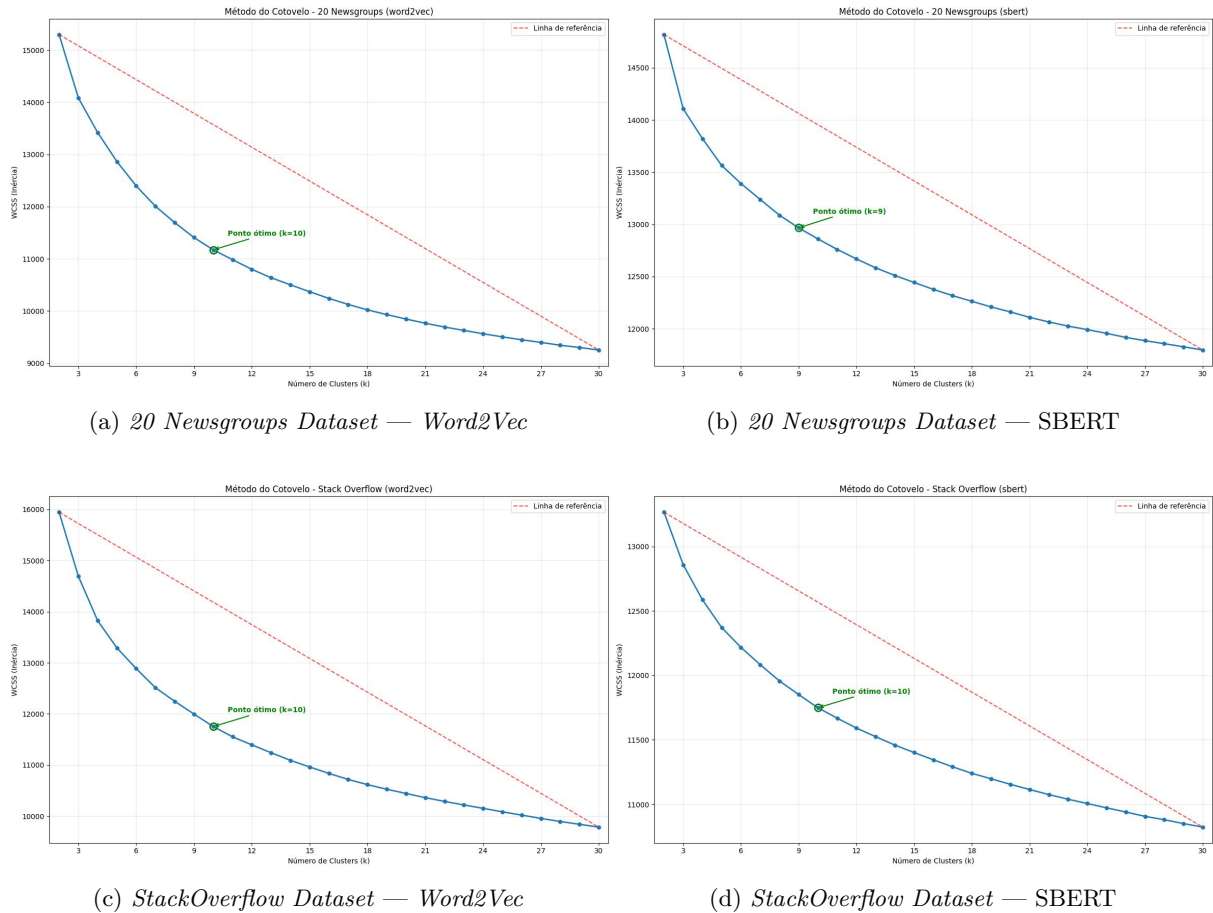 Método do Cotovelo - 20 Newsgroups (word2vec)
Linha de referência
15000
14000
13000
12000
11000
10000
9000
WCSS (Inércia)
Ponto ótimo (k=10)
3 6 9 12 15 18 21 24 27 30
Número de Clusters (k)
(a) 20 Newsgroups Dataset — Word2Vec
Método do Cotovelo - 20 Newsgroups (sbert)
Linha de referência
14500
14000
13500
13000
12500
12000
WCSS (Inércia)
Ponto ótimo (k=9)
3 6 9 12 15 18 21 24 27 30
Número de Clusters (k)
(b) 20 Newsgroups Dataset — SBERT
Método do Cotovelo - Stack Overflow (word2vec)
Linha de referência
16000
15000
14000
13000
12000
11000
10000
WCSS (Inércia)
Ponto ótimo (k=10)
3 6 9 12 15 18 21 24 27 30
Número de Clusters (k)
(c) StackOverflow Dataset — Word2Vec
Método do Cotovelo - Stack Overflow (sbert)
Linha de referência
13000
12500
12000
11500
11000
WCSS (Inércia)
Ponto ótimo (k=10)
3 6 9 12 15 18 21 24 27 30
Número de Clusters (k)
(d) StackOverflow Dataset — SBERT